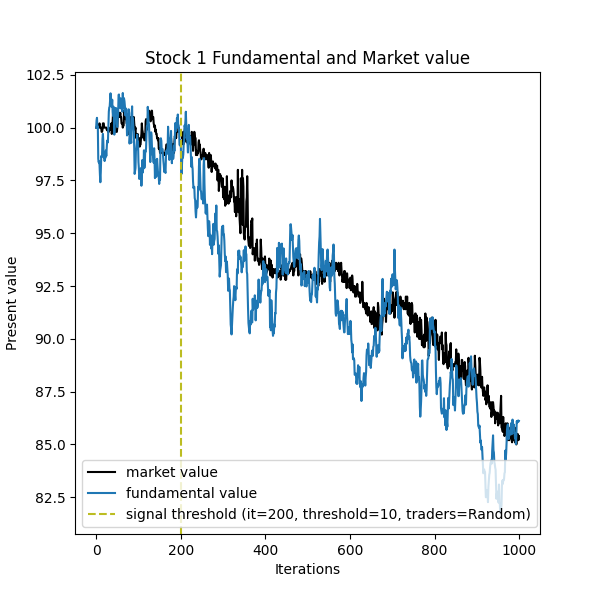 Stock 1 Fundamental and Market value
102.5
100.0
97.5
95.0
92.5
90.0
87.5
85.0
82.5
Present value
market value
fundamental value
signal threshold (it=200, threshold=10, traders=Random)
0 200 400 600 800 1000
Iterations